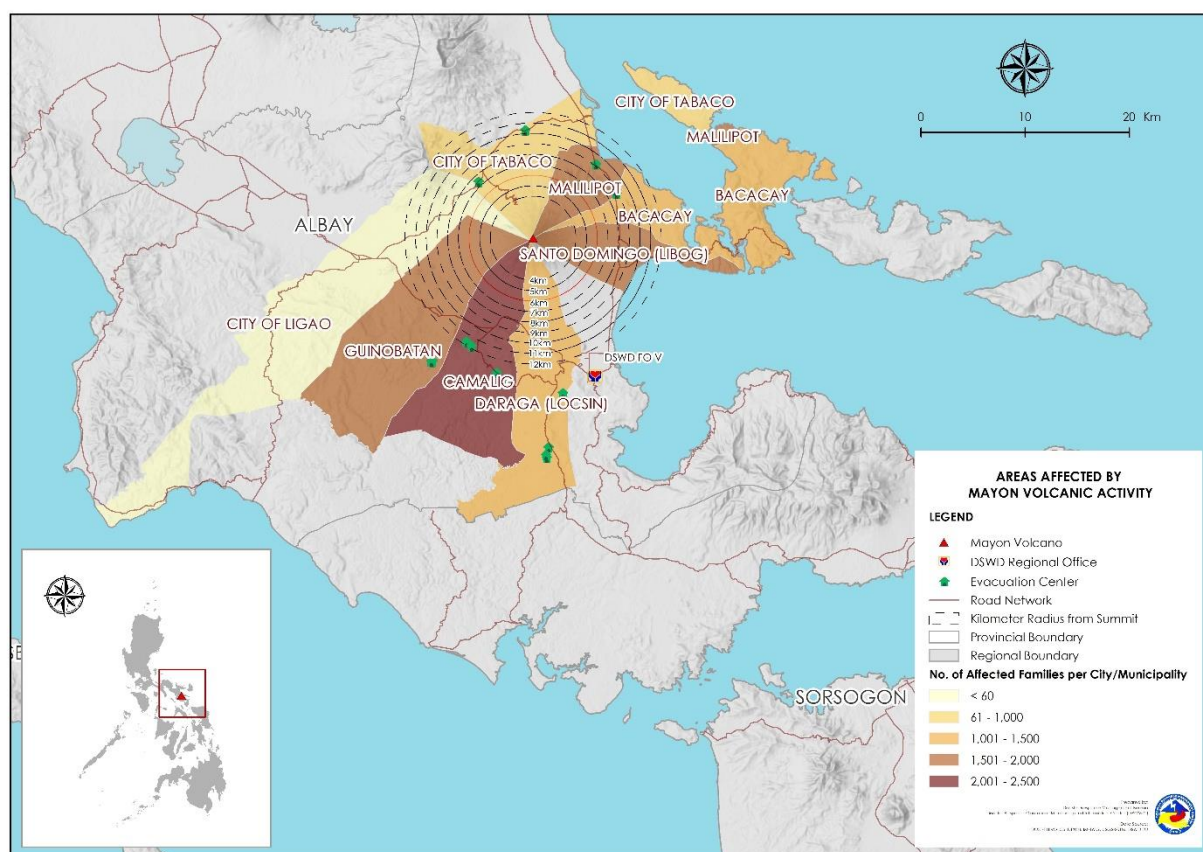 CITY OF TABACO
MALILIPOT
0 10 20 Km
CITY OF TABACO
MALILIPOT
BACACAY
BACACAY
ALBAY
SANTO DOMINGO (LIBOG)
4km
5km
6km
7km
8km
9km
10km
11km
12km
CITY OF LIGAO
GUINOBATAN
DSWD FO V
CAMALIG
DARAGA (LOCSIN)
SORSOGON
AREAS AFFECTED BY
MAYON VOLCANIC ACTIVITY
LEGEND
Mayon Volcano
DSWD Regional Office
Evacuation Center
Road Network
Kilometer Radius from Summit
Provincial Boundary
Regional Boundary
No. of Affected Families per City/Municipality
< 60
61 - 1,000
1,001 - 1,500
1,501 - 2,000
2,001 - 2,500
Prepared by: